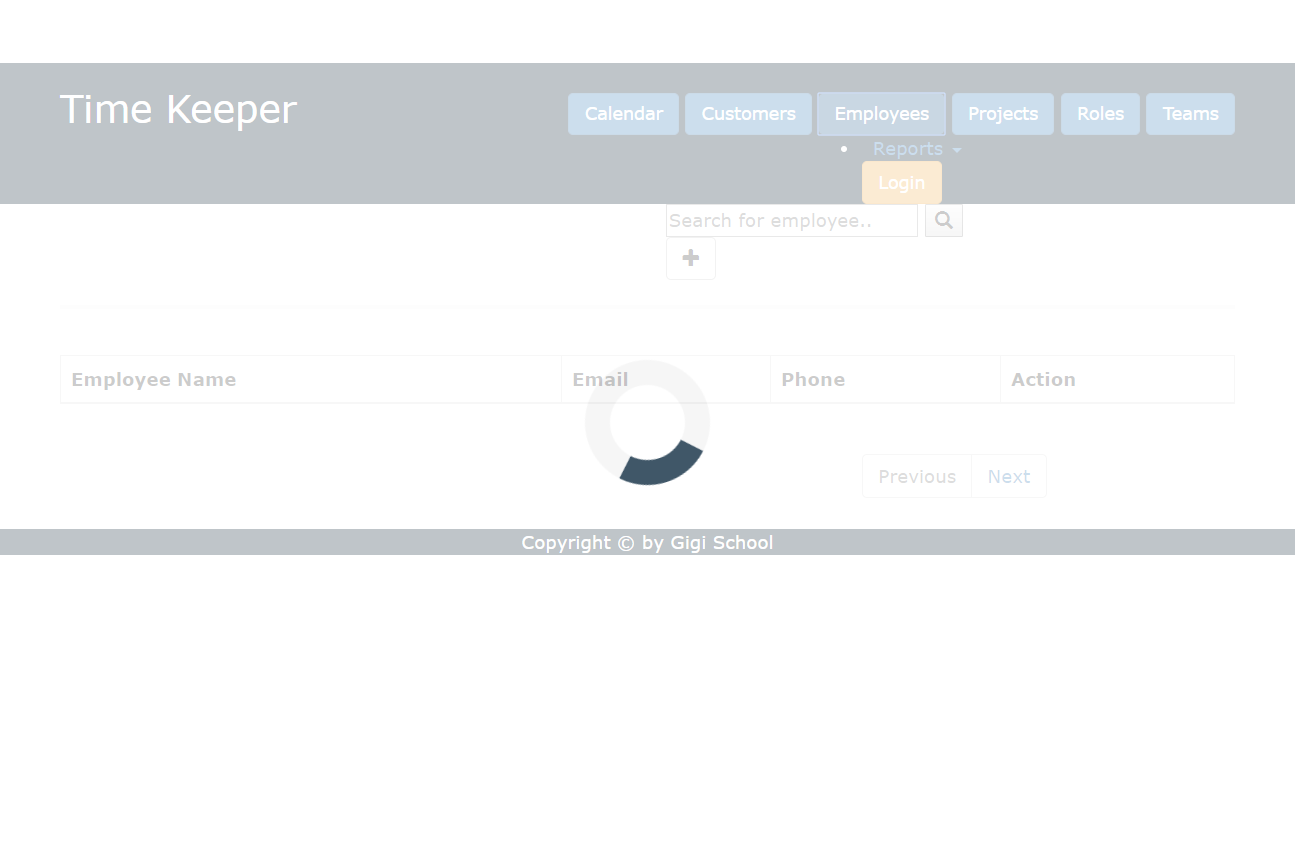 Time Keeper
Calendar Customers Employees Projects Roles Teams
Reports
Login
Search for employee..
Employee Name Email Phone Action
Previous Next
Copyright © by Gigi School